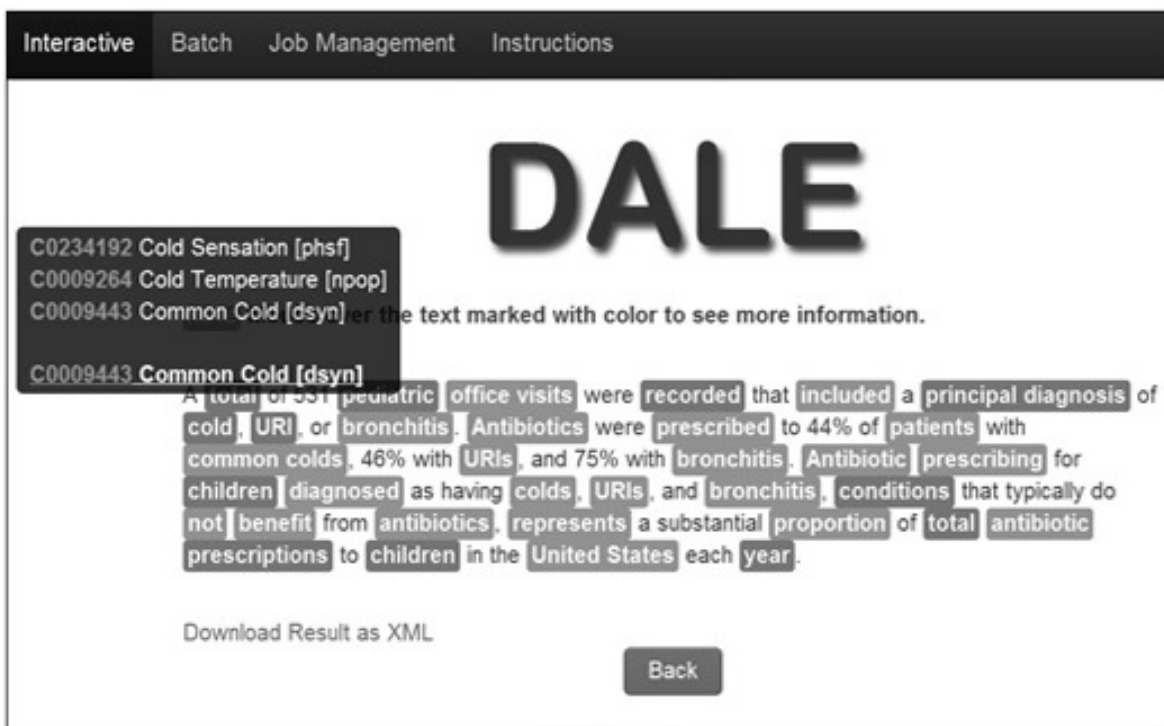 Interactive Batch Job Management Instructions
DALE
C0234192 Cold Sensation [phsf]
C0009264 Cold Temperature [npop]
C0009443 Common Cold [dsyn]
C0009443 Common Cold [dsyn]
the text marked with color to see more information.
A total of 531 pediatric office visits were recorded that included a principal diagnosis of
cold, URI, or bronchitis. Antibiotics were prescribed to 44% of patients with
common colds, 46% with URIs, and 75% with bronchitis. Antibiotic prescribing for
children diagnosed as having colds, URIs, and bronchitis, conditions that typically do
not benefit from antibiotics, represents a substantial proportion of total antibiotic
prescriptions to children in the United States each year.
Download Result as XML
Back